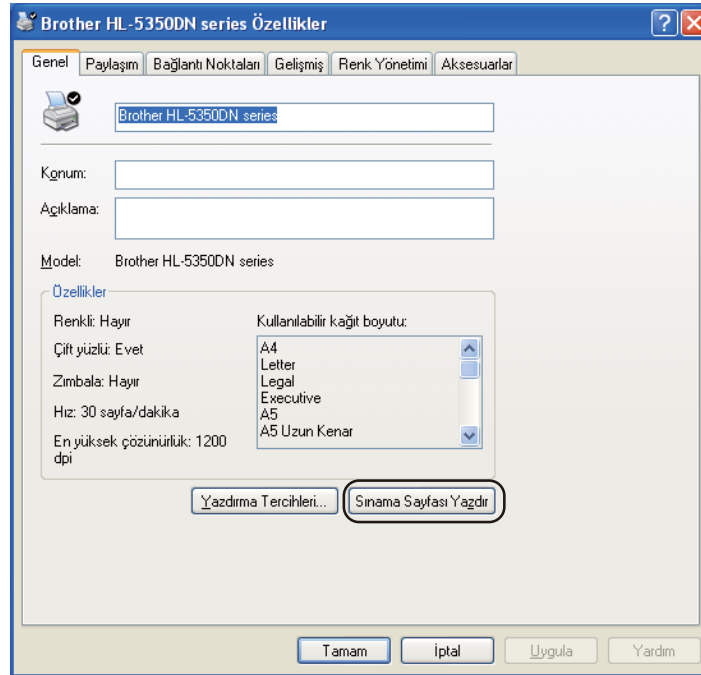 Brother HL-5350DN series Özellikler
Genel Paylaşım Bağlantı Noktaları Gelişmiş Renk Yönetimi Aksesuarlar
Brother HL-5350DN series
Konum:
Açıklama:
Model: Brother HL-5350DN series
Özellikler
Renkli: Hayır
Kullanılabilir kağıt boyutu:
Çift yüzlü: Evet
Zımbala: Hayır
Hız: 30 sayfa/dakika
En yüksek çözünürlük: 1200
dpi
A4
Letter
Legal
Executive
A5
A5 Uzun Kenar
Yazdırma Tercihleri... Sınama Sayfası Yazdır
Tamam İptal Uygula Yardım